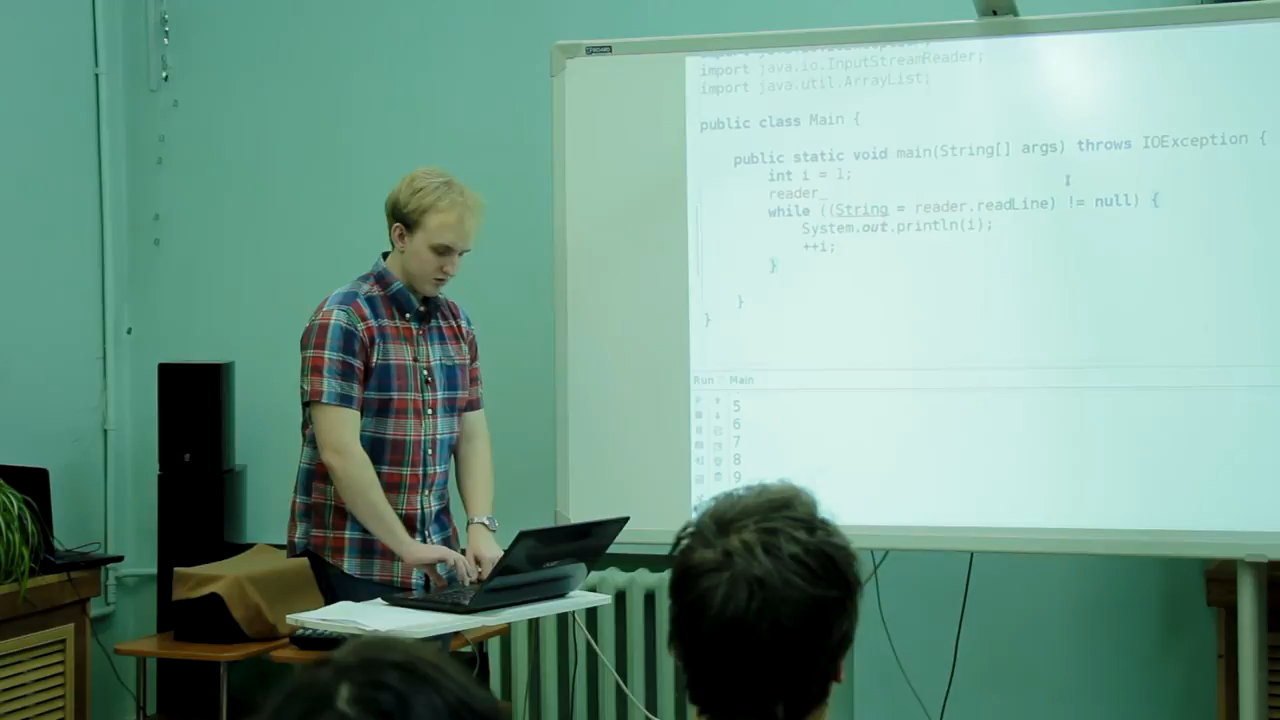 import java.io.InputStreamReader;
import java.util.ArrayList;
public class Main {
public static void main(String[] args) throws IOException {
int i = 1;
reader_
while ((String = reader.readLine) != null) {
System.out.println(i);
++i;
}
}
}
Run Main
5
6
7
8
9